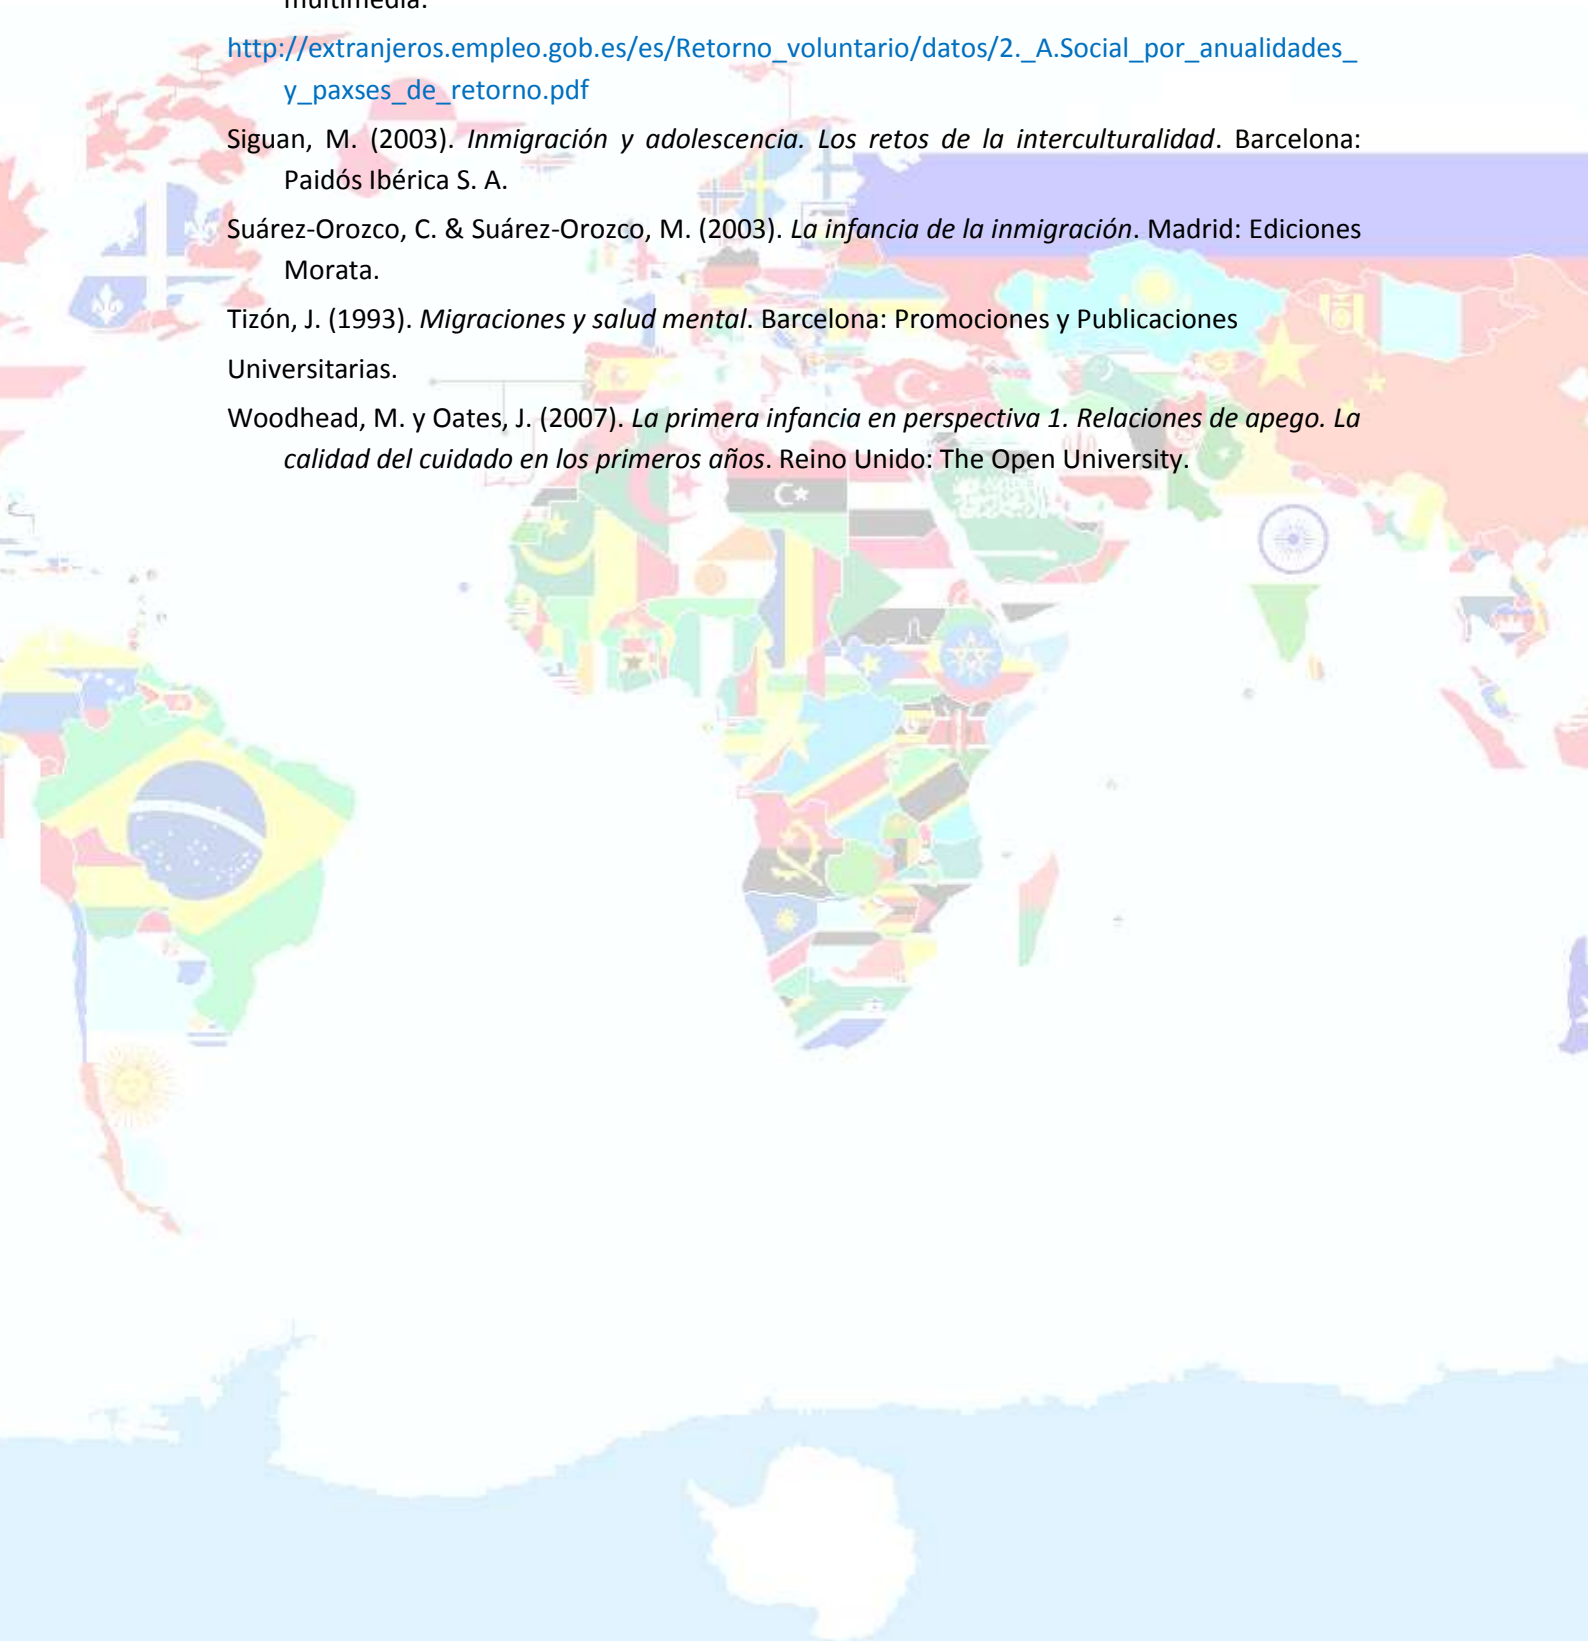 multimedia.
http://extranjeros.empleo.gob.es/es/Retorno_voluntario/datos/2._A.Social_por_anualidades_
y_paxses_de_retorno.pdf
Siguan, M. (2003). Inmigración y adolescencia. Los retos de la interculturalidad. Barcelona:
Paidós Ibérica S. A.
Suárez-Orozco, C. & Suárez-Orozco, M. (2003). La infancia de la inmigración. Madrid: Ediciones
Morata.
Tizón, J. (1993). Migraciones y salud mental. Barcelona: Promociones y Publicaciones
Universitarias.
Woodhead, M. y Oates, J. (2007). La primera infancia en perspectiva 1. Relaciones de apego. La
calidad del cuidado en los primeros años. Reino Unido: The Open University.